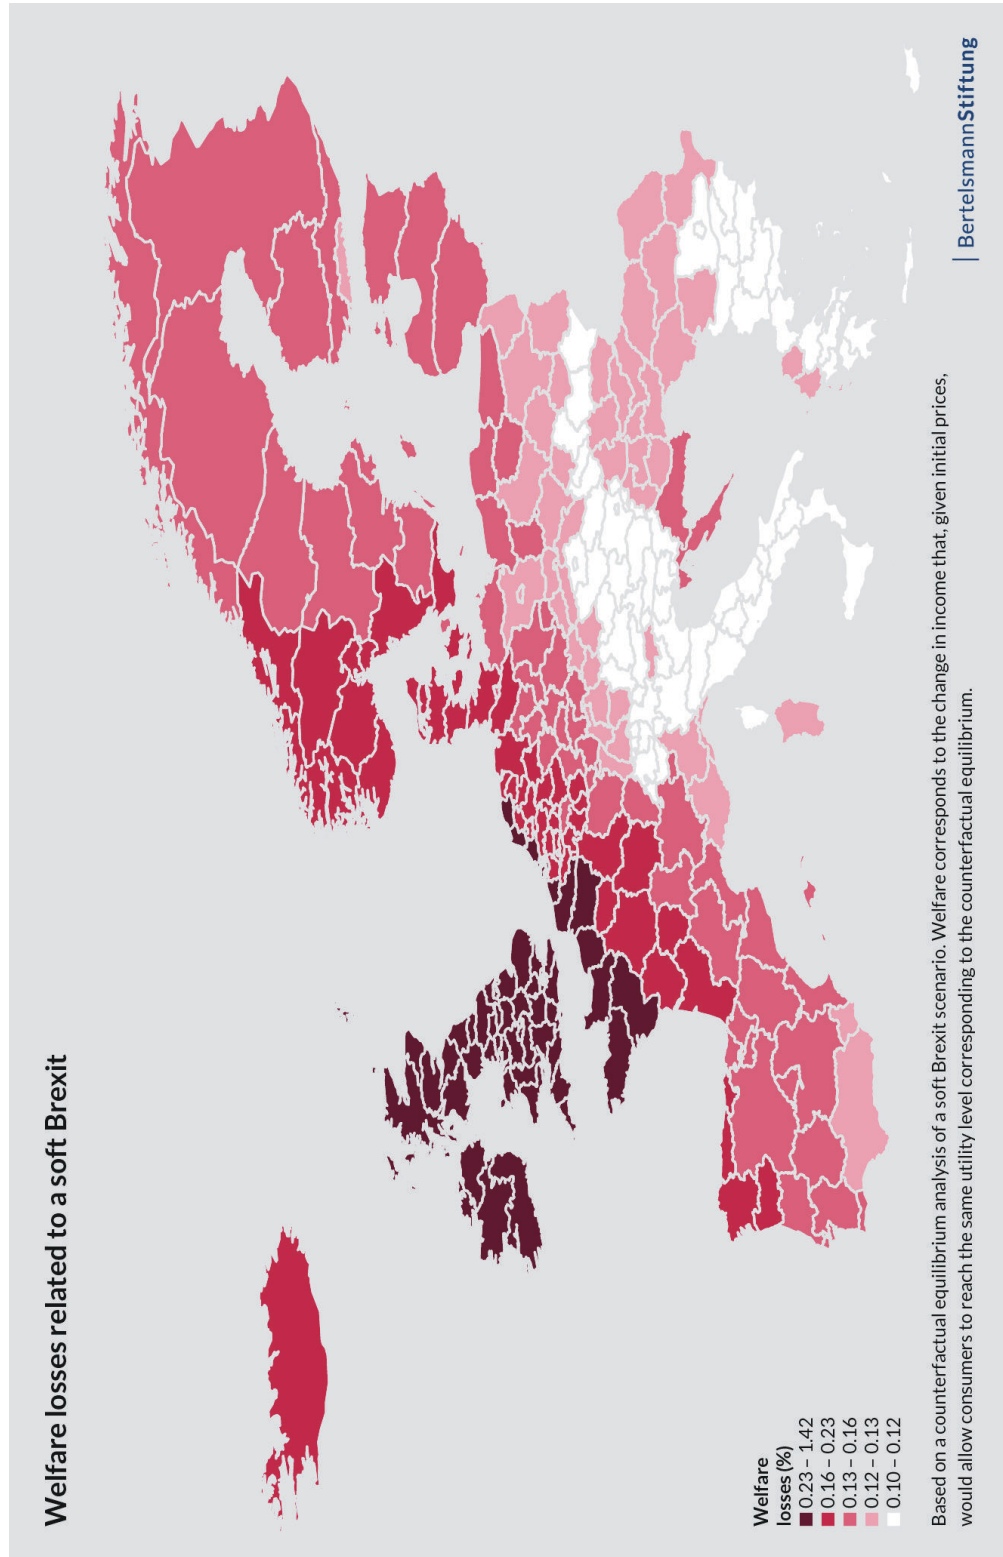 Welfare losses related to a soft Brexit
Welfare
losses (%)
0.23 – 1.42
0.16 – 0.23
0.13 – 0.16
0.12 – 0.13
0.10 – 0.12
Based on a counterfactual equilibrium analysis of a soft Brexit scenario. Welfare corresponds to the change in income that, given initial prices,
would allow consumers to reach the same utility level corresponding to the counterfactual equilibrium.
| BertelsmannStiftung